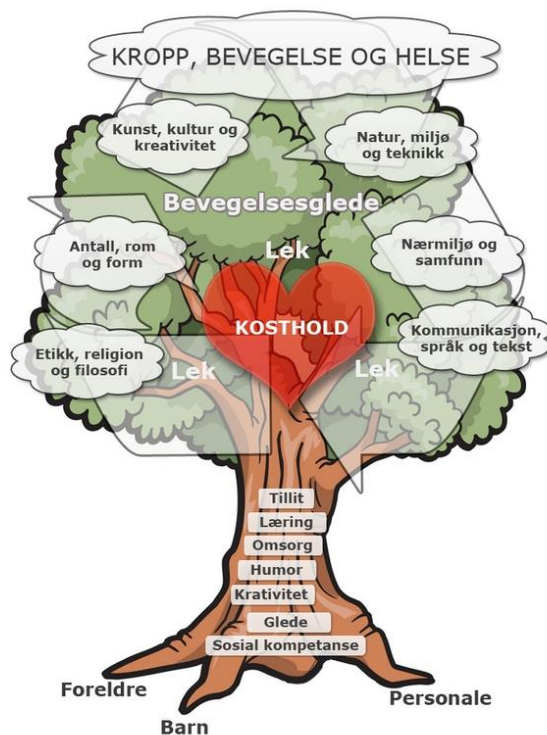 KROPP, BEVEGELSE OG HELSE
Kunst, kultur og
kreativitet
Natur, miljø
og teknikk
Bevegelsesglede
Antall, rom
og form
Lek
Nærmiljø og
samfunn
KOSTHOLD
Etikk, religion
og filosofi
Lek
Lek
Kommunikasjon,
språk og tekst
Tillit
Læring
Omsorg
Humor
Krativitet
Glede
Sosial kompetanse
Foreldre
Barn
Personale